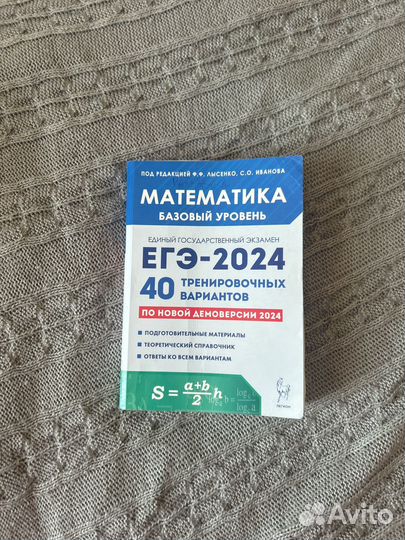 ПОД РЕДАКЦИЕЙ Ф.Ф. ЛЫСЕНКО, С.О. ИВАНОВА
МАТЕМАТИКА
БАЗОВЫЙ УРОВЕНЬ
ЕДИНЫЙ ГОСУДАРСТВЕННЫЙ ЭКЗАМЕН
ЕГЭ-2024
40 ТРЕНИРОВОЧНЫХ
ВАРИАНТОВ
ПО НОВОЙ ДЕМОВЕРСИИ 2024
ПОДГОТОВИТЕЛЬНЫЕ МАТЕРИАЛЫ
ТЕОРЕТИЧЕСКИЙ СПРАВОЧНИК
ОТВЕТЫ КО ВСЕМ ВАРИАНТАМ
ЛЕГИОН
S = a+b/2 h
Avito